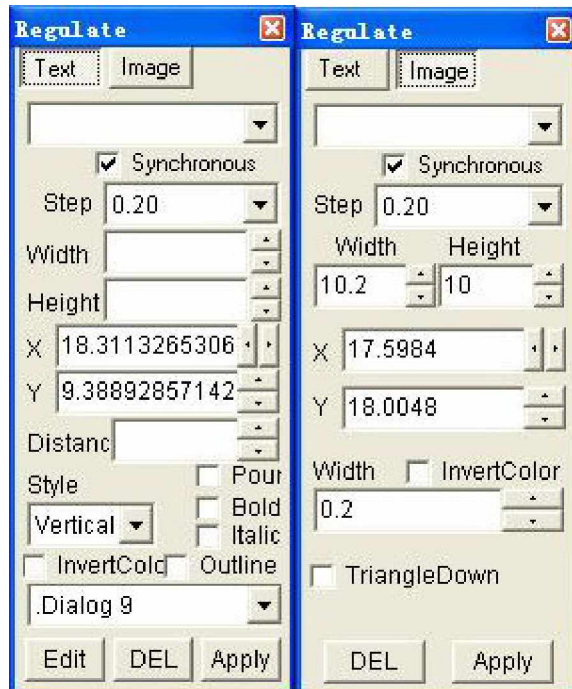 Regulate
Text Image
Synchronous
Step 0.20
Width
Height
X 18.3113265306
Y 9.38892857142
Distanc
Style
Pour
Bold
Vertical
Italic
InvertColc Outline
.Dialog 9
Edit DEL Apply
Regulate
Text Image
Synchronous
Step 0.20
Width Height
10.2 10
X 17.5984
Y 18.0048
Width InvertColor
0.2
TriangleDown
DEL Apply